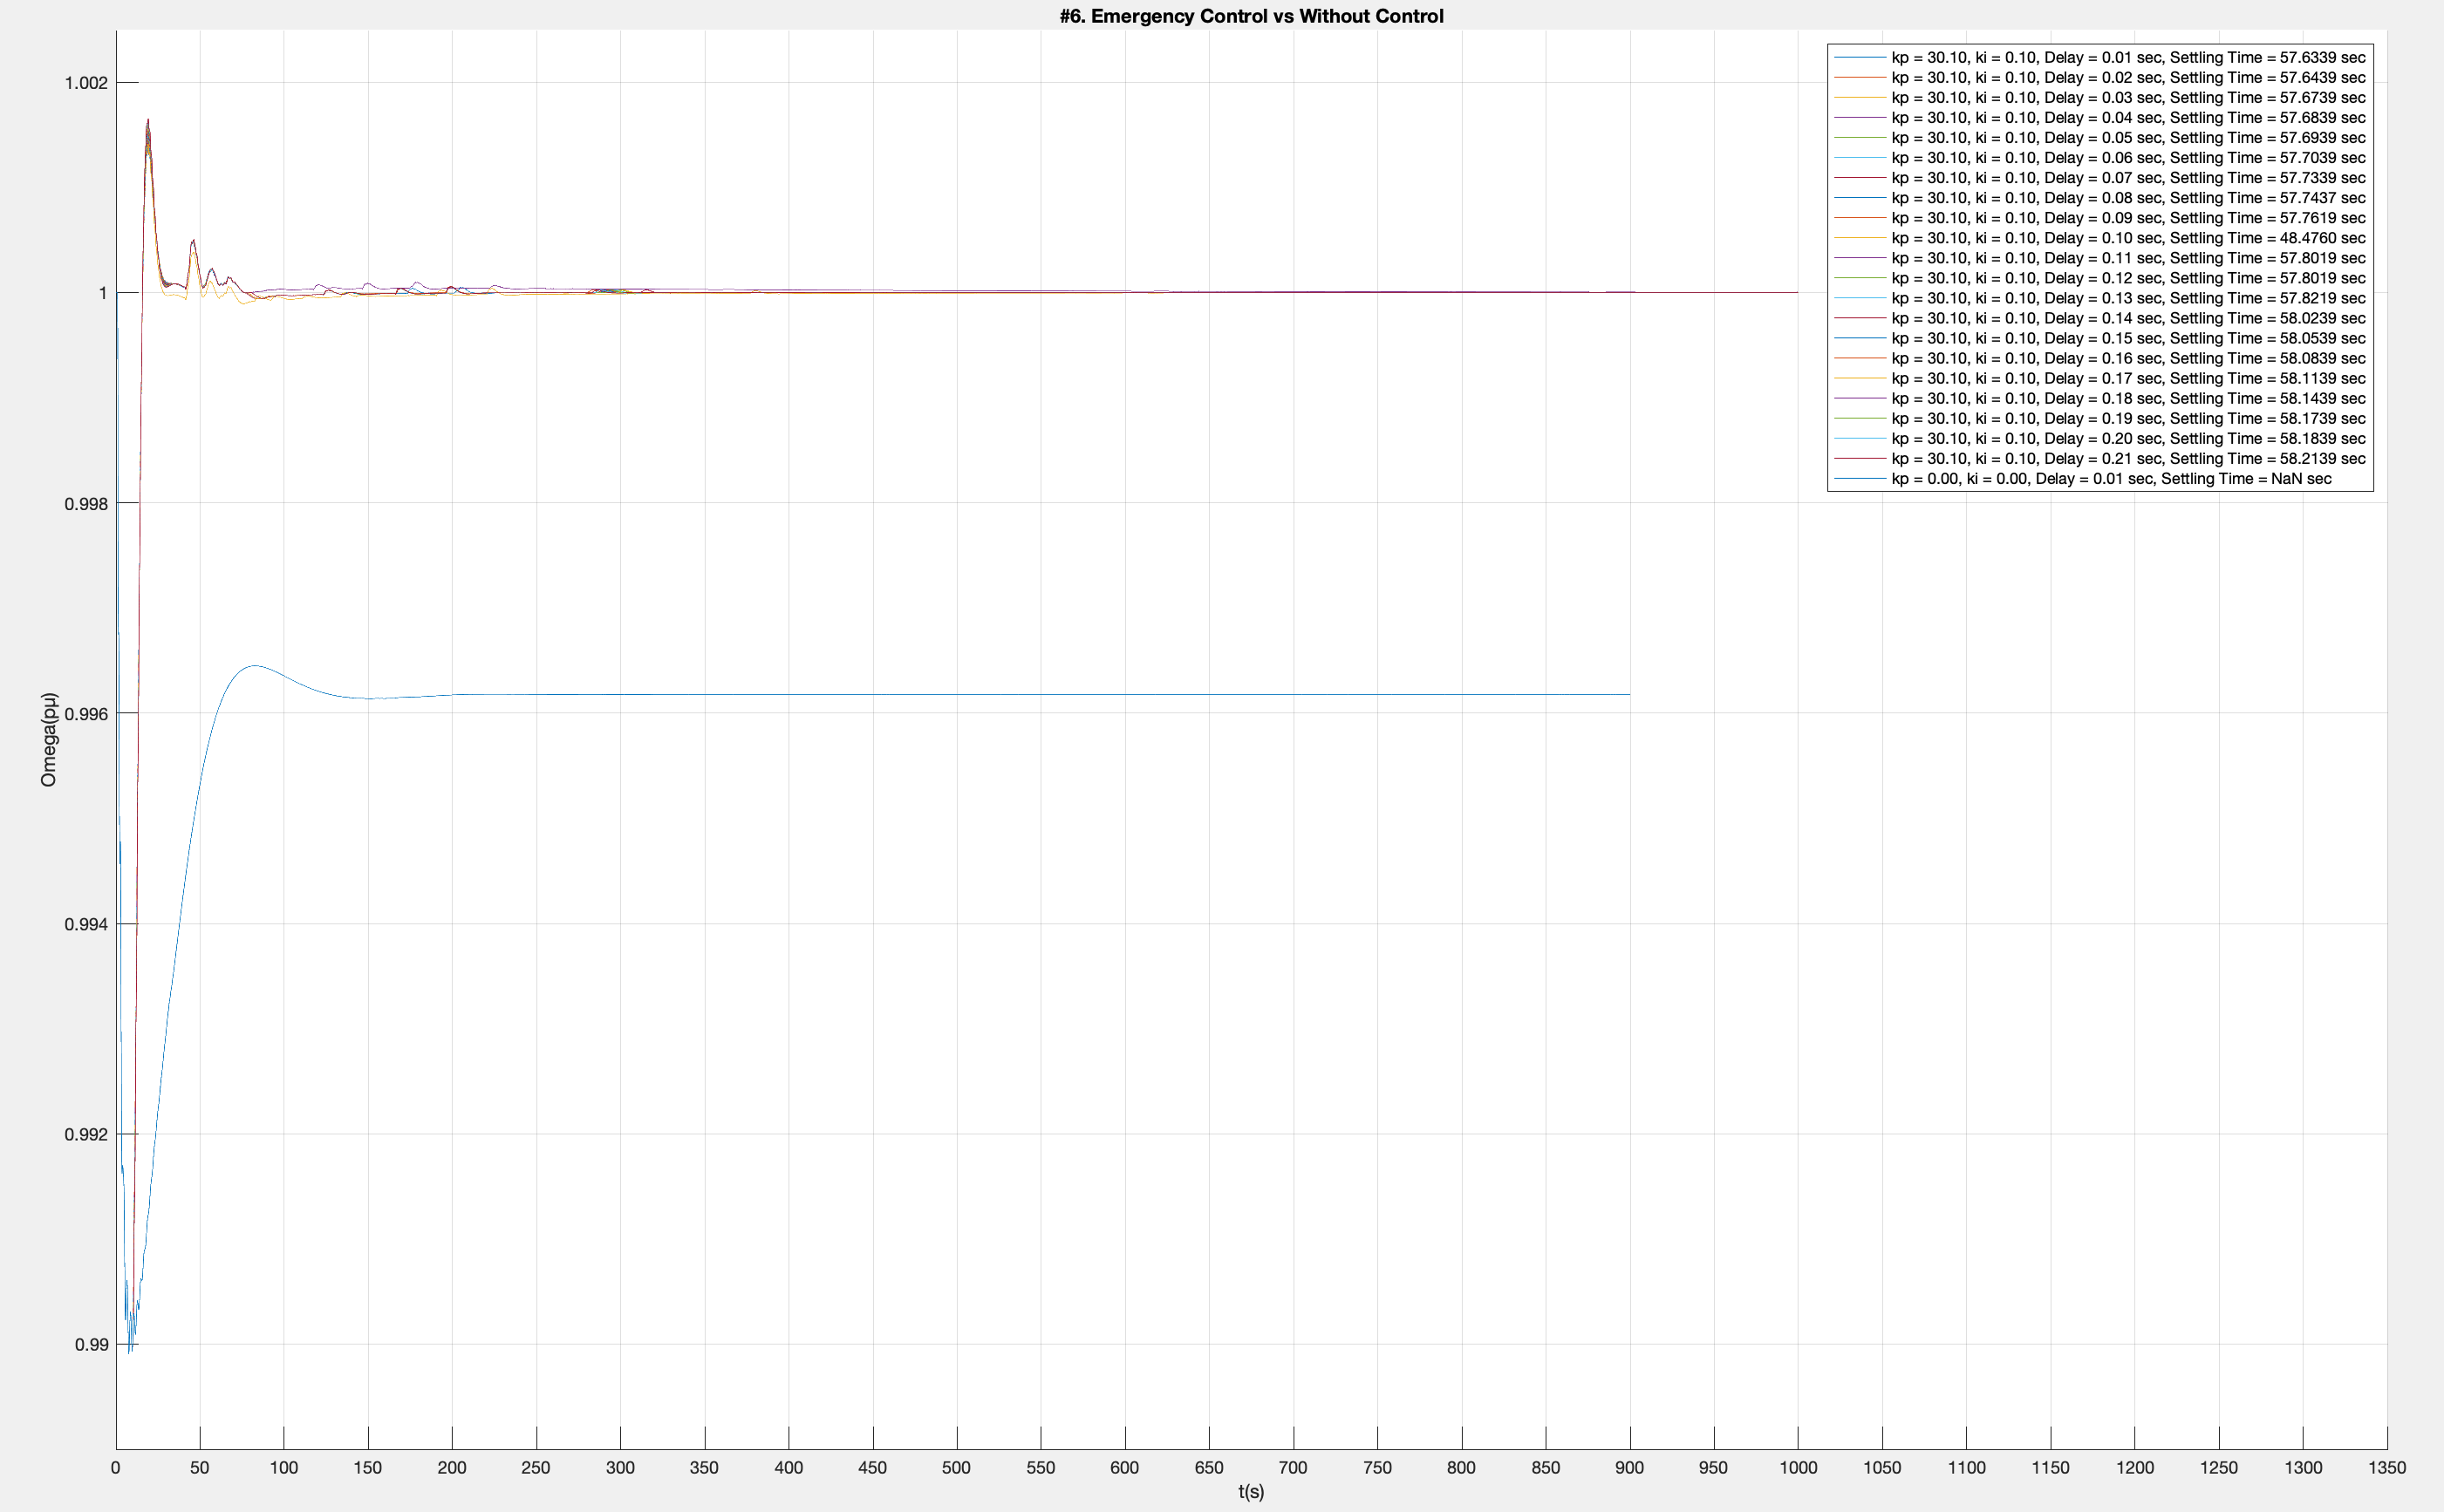 #6. Emergency Control vs Without Control
kp = 30.10, ki = 0.10, Delay = 0.01 sec, Settling Time = 57.6339 sec
kp = 30.10, ki = 0.10, Delay = 0.02 sec, Settling Time = 57.6439 sec
kp = 30.10, ki = 0.10, Delay = 0.03 sec, Settling Time = 57.6739 sec
kp = 30.10, ki = 0.10, Delay = 0.04 sec, Settling Time = 57.6839 sec
kp = 30.10, ki = 0.10, Delay = 0.05 sec, Settling Time = 57.6939 sec
kp = 30.10, ki = 0.10, Delay = 0.06 sec, Settling Time = 57.7039 sec
kp = 30.10, ki = 0.10, Delay = 0.07 sec, Settling Time = 57.7339 sec
kp = 30.10, ki = 0.10, Delay = 0.08 sec, Settling Time = 57.7437 sec
kp = 30.10, ki = 0.10, Delay = 0.09 sec, Settling Time = 57.7619 sec
kp = 30.10, ki = 0.10, Delay = 0.10 sec, Settling Time = 48.4760 sec
kp = 30.10, ki = 0.10, Delay = 0.11 sec, Settling Time = 57.8019 sec
kp = 30.10, ki = 0.10, Delay = 0.12 sec, Settling Time = 57.8019 sec
kp = 30.10, ki = 0.10, Delay = 0.13 sec, Settling Time = 57.8219 sec
kp = 30.10, ki = 0.10, Delay = 0.14 sec, Settling Time = 58.0239 sec
kp = 30.10, ki = 0.10, Delay = 0.15 sec, Settling Time = 58.0539 sec
kp = 30.10, ki = 0.10, Delay = 0.16 sec, Settling Time = 58.0839 sec
kp = 30.10, ki = 0.10, Delay = 0.17 sec, Settling Time = 58.1139 sec
kp = 30.10, ki = 0.10, Delay = 0.18 sec, Settling Time = 58.1439 sec
kp = 30.10, ki = 0.10, Delay = 0.19 sec, Settling Time = 58.1739 sec
kp = 30.10, ki = 0.10, Delay = 0.20 sec, Settling Time = 58.1839 sec
kp = 30.10, ki = 0.10, Delay = 0.21 sec, Settling Time = 58.2139 sec
kp = 0.00, ki = 0.00, Delay = 0.01 sec, Settling Time = NaN sec
1.002
1
0.998
0.996
0.994
0.992
0.99
Omega(pμ)
0 50 100 150 200 250 300 350 400 450 500 550 600 650 700 750 800 850 900 950 1000 1050 1100 1150 1200 1250 1300 1350
t(s)